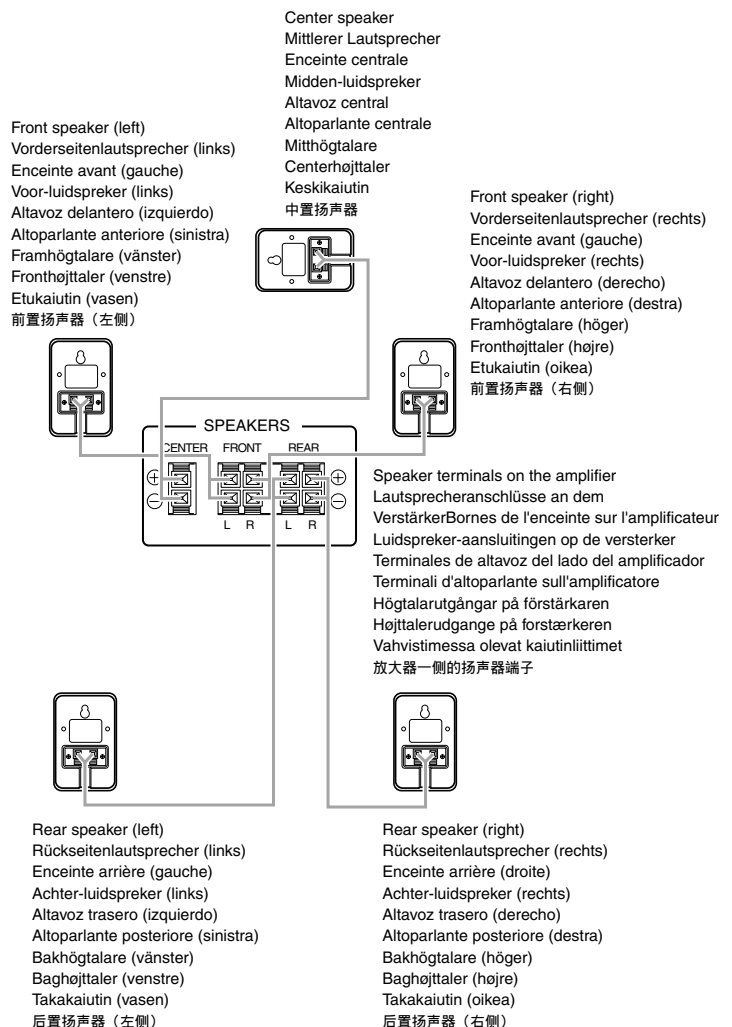 Center speaker
Mittlerer Lautsprecher
Enceinte centrale
Midden-luidspreker
Altavoz central
Altoparlante centrale
Mitthögtalare
Centerhøjttaler
Keskikaiutin
中置扬声器
Front speaker (left)
Vorderseitenlautsprecher (links)
Enceinte avant (gauche)
Voor-luidspreker (links)
Altavoz delantero (izquierdo)
Altoparlante anteriore (sinistra)
Framhögtalare (vänster)
Fronthøjttaler (venstre)
Etukaiutin (vasen)
前置扬声器（左侧）
Front speaker (right)
Vorderseitenlautsprecher (rechts)
Enceinte avant (gauche)
Voor-luidspreker (rechts)
Altavoz delantero (derecho)
Altoparlante anteriore (destra)
Framhögtalare (höger)
Fronthøjttaler (højre)
Etukaiutin (oikea)
前置扬声器（右侧）
SPEAKERS
CENTER FRONT REAR
+ +
− −
L R L R
Speaker terminals on the amplifier
Lautsprecheranschlüsse an dem
VerstärkerBornes de l'enceinte sur l'amplificateur
Luidspreker-aansluitingen op de versterker
Terminales de altavoz del lado del amplificador
Terminali d'altoparlante sull'amplificatore
Högtalarutgångar på förstärkaren
Højttalerudgange på forstærkeren
Vahvistimessa olevat kaiutinliittimet
放大器一侧的扬声器端子
Rear speaker (left)
Rückseitenlautsprecher (links)
Enceinte arrière (gauche)
Achter-luidspreker (links)
Altavoz trasero (izquierdo)
Altoparlante posteriore (sinistra)
Bakhögtalare (vänster)
Baghøjttaler (venstre)
Takakaiutin (vasen)
后置扬声器（左侧）
Rear speaker (right)
Rückseitenlautsprecher (rechts)
Enceinte arrière (droite)
Achter-luidspreker (rechts)
Altavoz trasero (derecho)
Altoparlante posteriore (destra)
Bakhögtalare (höger)
Baghøjttaler (højre)
Takakaiutin (oikea)
后置扬声器（右侧）